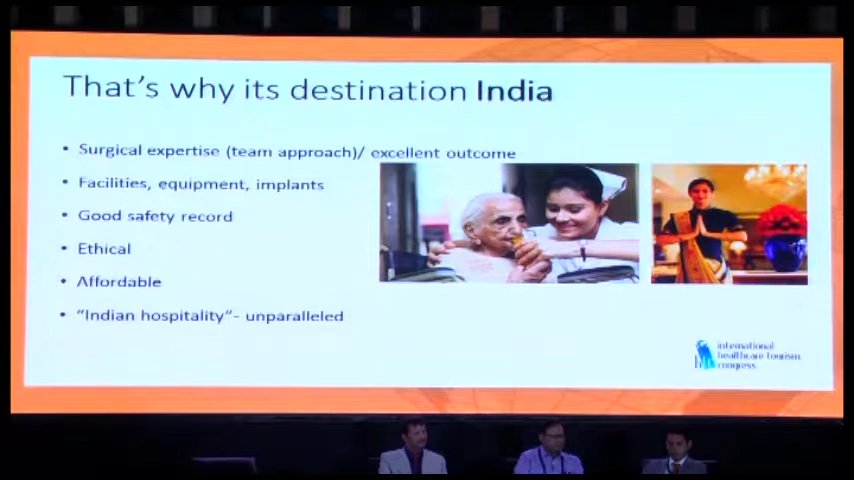 That's why its destination India
• Surgical expertise (team approach)/ excellent outcome
• Facilities, equipment, implants
• Good safety record
• Ethical
• Affordable
• "Indian hospitality"- unparalleled
international
healthcare tourism
congress